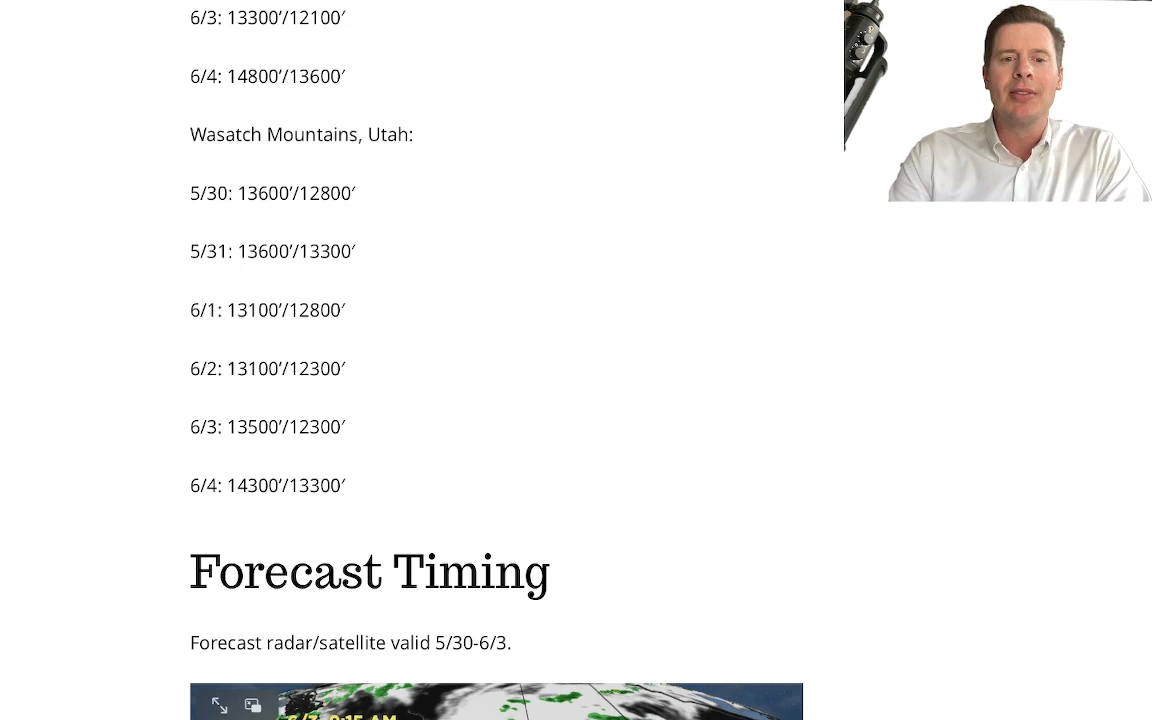 6/3: 13300’/12100′
6/4: 14800’/13600′
Wasatch Mountains, Utah:
5/30: 13600’/12800′
5/31: 13600’/13300′
6/1: 13100’/12800′
6/2: 13100’/12300′
6/3: 13500’/12300′
6/4: 14300’/13300′
Forecast Timing
Forecast radar/satellite valid 5/30-6/3.